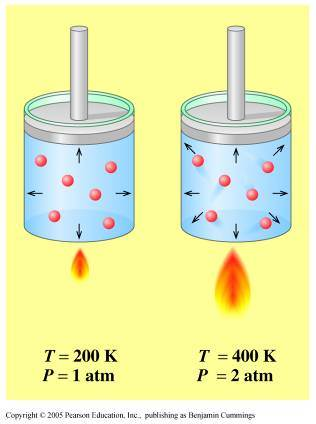 T = 200 K
P = 1 atm
T = 400 K
P = 2 atm
Copyright © 2005 Pearson Education, Inc., publishing as Benjamin Cummings